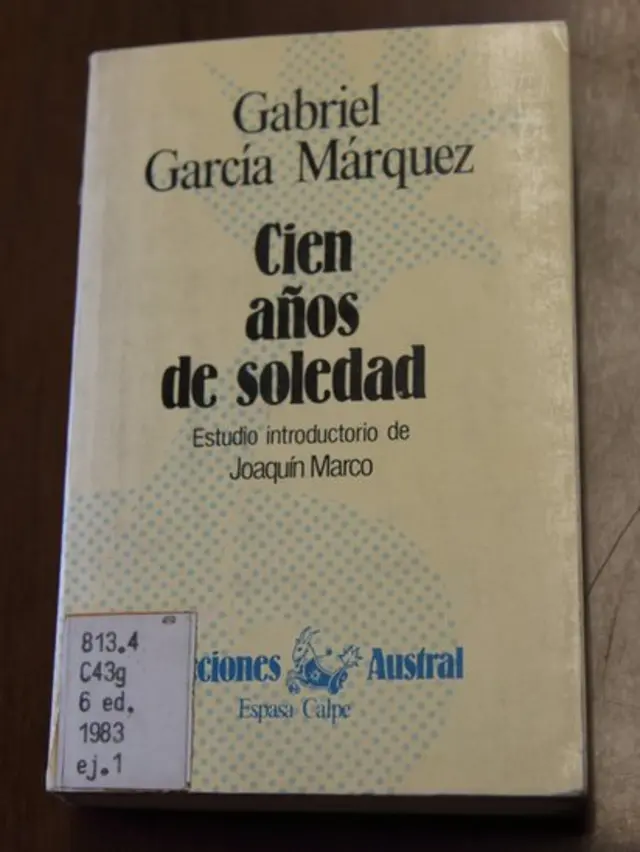 Gabriel
García Márquez
Cien
años
de soledad
Estudio introductorio de
Joaquín Marco
cciones Austral
Espasa-Calpe
813.4
C43g
6 ed.
1983
ej.1